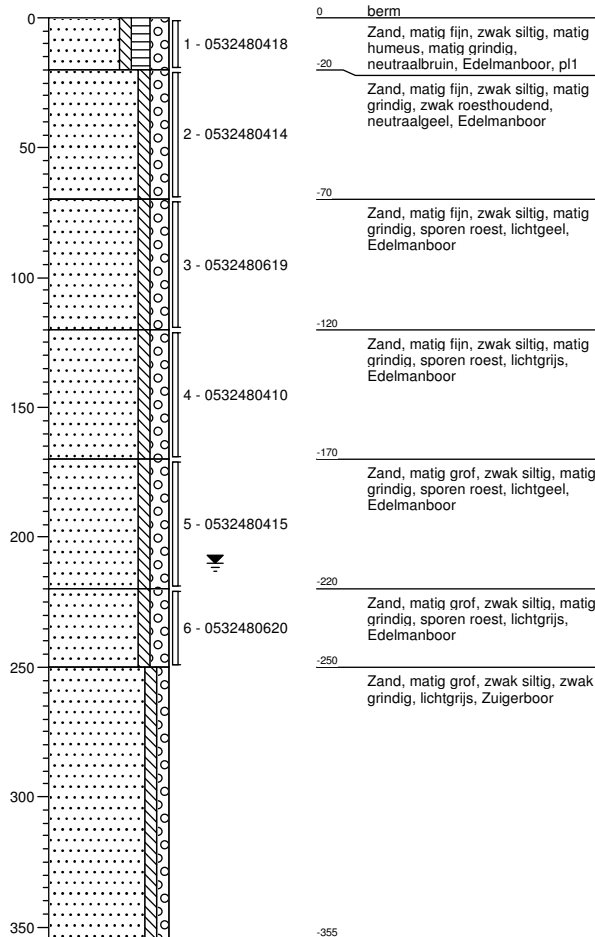 0
50
100
150
200
250
300
350
1 - 0532480418
2 - 0532480414
3 - 0532480619
4 - 0532480410
5 - 0532480415
6 - 0532480620
0
berm
Zand, matig fijn, zwak siltig, matig
humeus, matig grindig,
neutraalbruin, Edelmanboor, pl1
-20
Zand, matig fijn, zwak siltig, matig
grindig, zwak roesthoudend,
neutraalgeel, Edelmanboor
-70
Zand, matig fijn, zwak siltig, matig
grindig, sporen roest, lichtgeel,
Edelmanboor
-120
Zand, matig fijn, zwak siltig, matig
grindig, sporen roest, lichtgrijs,
Edelmanboor
-170
Zand, matig grof, zwak siltig, matig
grindig, sporen roest, lichtgeel,
Edelmanboor
-220
Zand, matig grof, zwak siltig, matig
grindig, sporen roest, lichtgrijs,
Edelmanboor
-250
Zand, matig grof, zwak siltig, zwak
grindig, lichtgrijs, Zuigerboor
-355